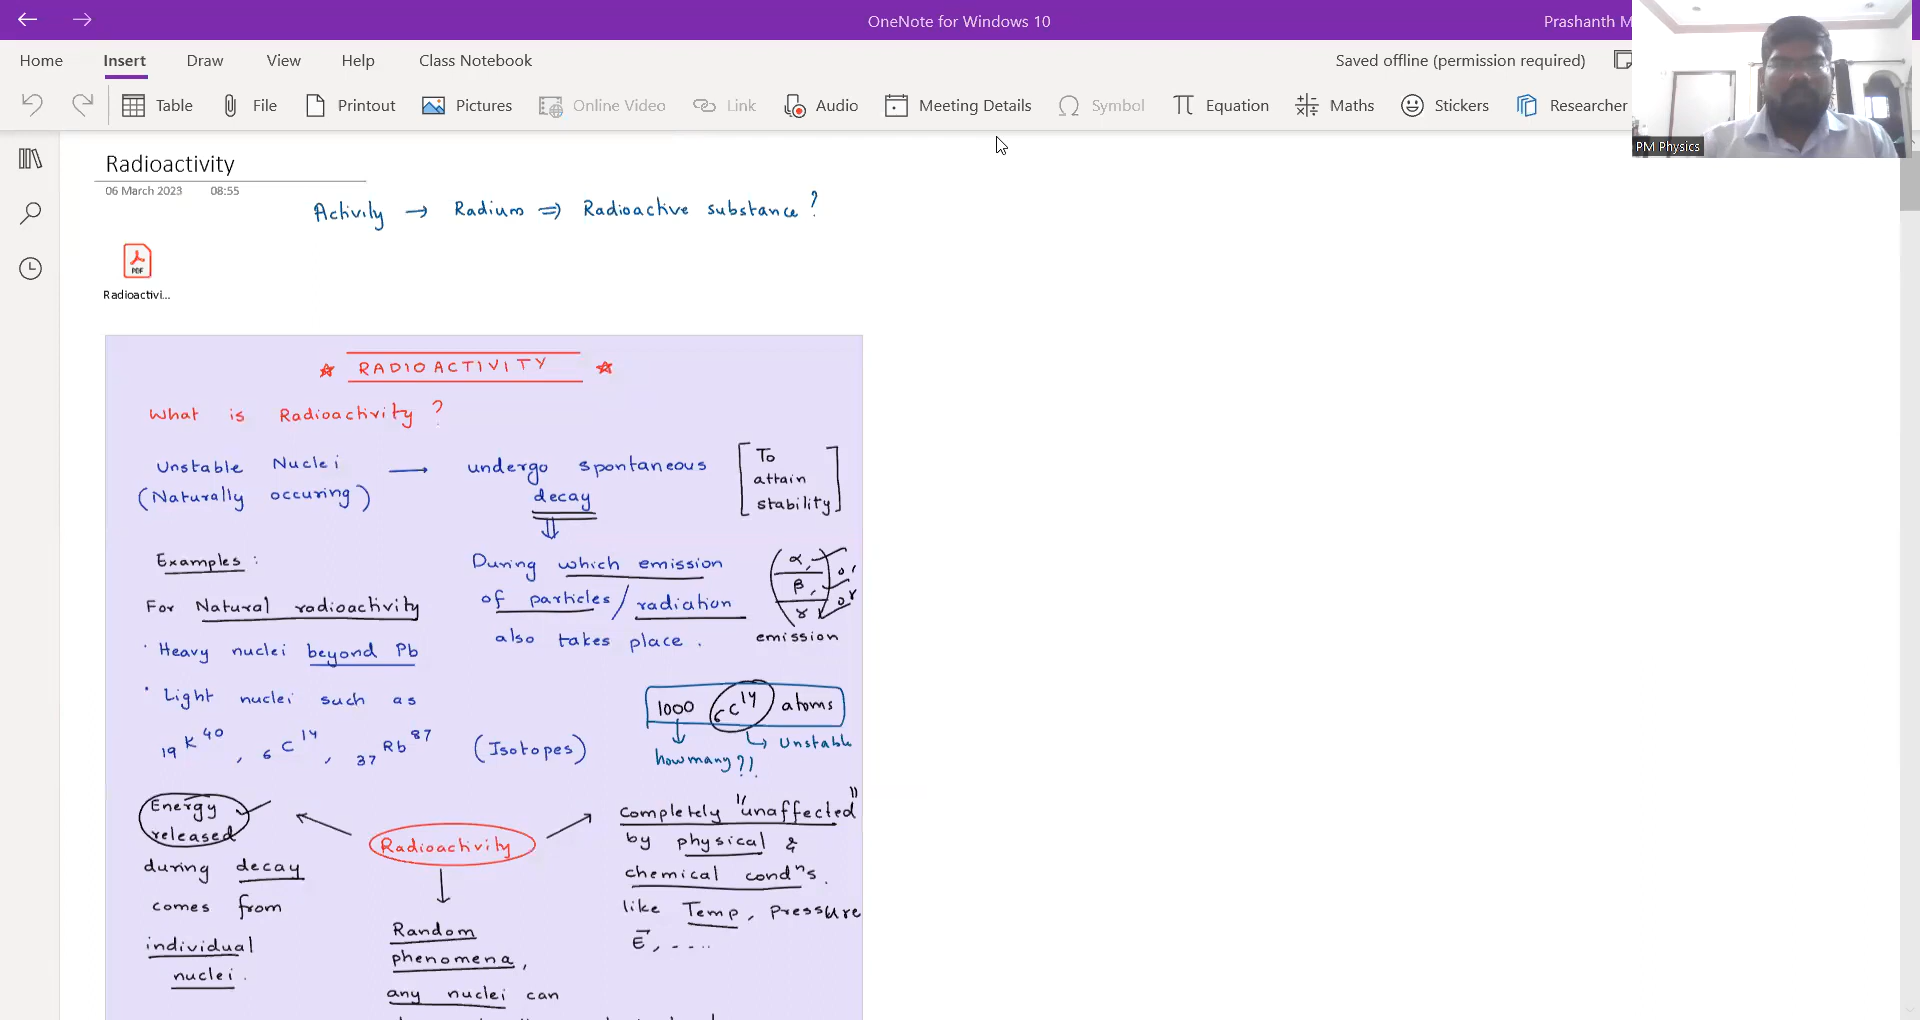 OneNote for Windows 10
Prashanth M
Home Insert Draw View Help Class Notebook
Saved offline (permission required)
Table File Printout Pictures Online Video Link Audio Meeting Details Symbol Equation Maths Stickers Researcher
PM Physics
Radioactivity
06 March 2023 08:55
Activity → Radium ⇒ Radioactive substance?
PDF
Radioactivi...
☆ RADIOACTIVITY ☆
What is Radioactivity?
Unstable Nuclei → undergo spontaneous
(Naturally occuring) decay
[To
attain
stability]
Examples:
For Natural radioactivity
· Heavy nuclei beyond Pb
· Light nuclei such as
₁₉K⁴⁰, ₆C¹⁴, ₃₇Rb⁸⁷ (Isotopes)
During which emission
of particles / radiation
also takes place.
(α, or
β, or
γ)
emission
1000 ₆C¹⁴ atoms
↳ Unstable
how many?!
Energy
released
during decay
comes from
individual
nuclei.
Radioactivity
Random
phenomena,
any nuclei can
completely "unaffected"
by physical &
chemical condⁿs.
like Temp, Pressure
E⃗, ....